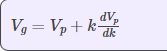 $V_g = V_p + k\frac{dV_p}{dk}$